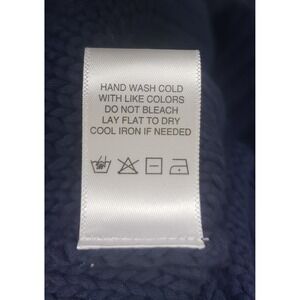 HAND WASH COLD
WITH LIKE COLORS
DO NOT BLEACH
LAY FLAT TO DRY
COOL IRON IF NEEDED